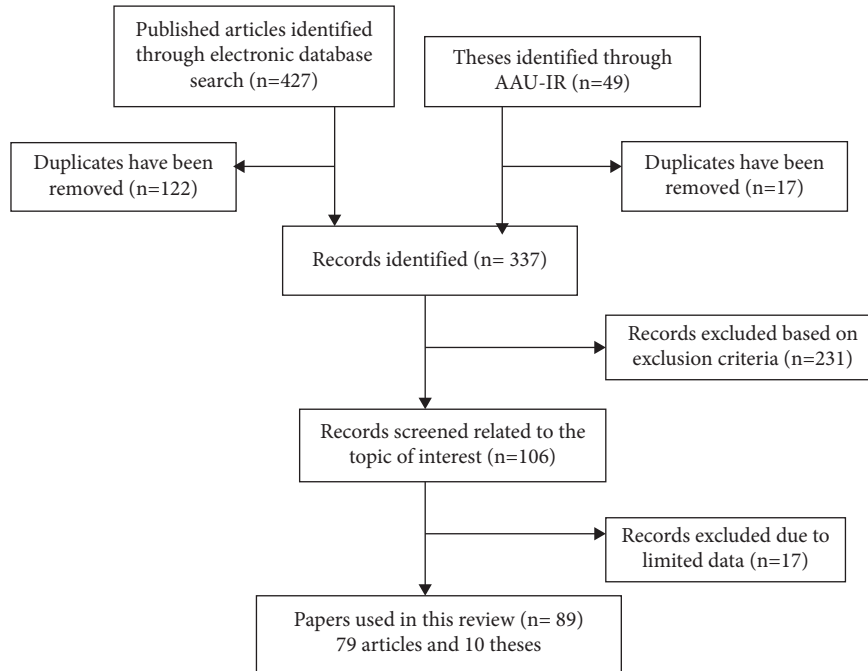 Published articles identified
through electronic database
search (n=427)
Theses identified through
AAU-IR (n=49)
Duplicates have been
removed (n=122)
Duplicates have been
removed (n=17)
Records identified (n= 337)
Records excluded based on
exclusion criteria (n=231)
Records screened related to the
topic of interest (n=106)
Records excluded due to
limited data (n=17)
Papers used in this review (n= 89)
79 articles and 10 theses